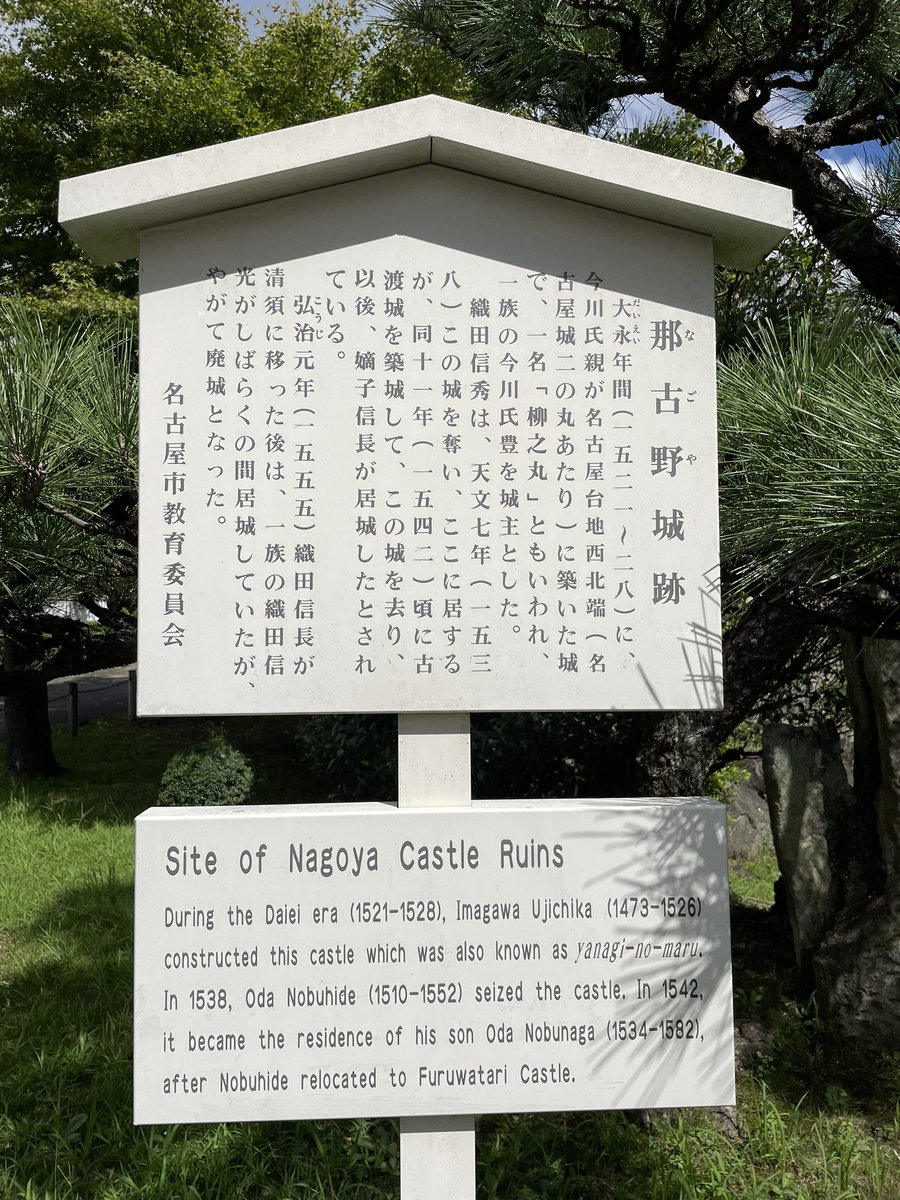 那古野城跡
なごや
大永年間(一五二一~二八)に、
だいえい
今川氏親が名古屋台地西北端(名
古屋城二の丸あたり)に築いた城
で、一名「柳之丸」ともいわれ、
一族の今川氏豊を城主とした。
織田信秀は、天文七年(一五三
八)この城を奪い、ここに居する
が、同十一年(一五四二)頃に古
渡城を築城して、この城を去り、
以後、嫡子信長が居城したとされ
ている。
弘治元年(一五五五)織田信長が
こうじ
清須に移った後は、一族の織田信
光がしばらくの間居城していたが、
やがて廃城となった。
名古屋市教育委員会
Site of Nagoya Castle Ruins
During the Daiei era (1521-1528), Imagawa Ujichika (1473-1526)
constructed this castle which was also known as yanagi-no-maru.
In 1538, Oda Nobuhide (1510-1552) seized the castle. In 1542,
it became the residence of his son Oda Nobunaga (1534-1582),
after Nobuhide relocated to Furuwatari Castle.